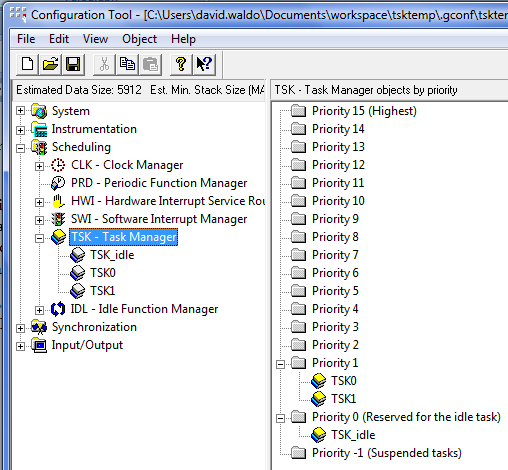 Configuration Tool - [C:\Users\david.waldo\Documents\workspace\tsktemp\.gconf\tsktem
File Edit View Object Help
Estimated Data Size: 5912 Est. Min. Stack Size (MA
System
Instrumentation
Scheduling
CLK - Clock Manager
PRD - Periodic Function Manager
HWI - Hardware Interrupt Service Rou
SWI - Software Interrupt Manager
TSK - Task Manager
TSK_idle
TSK0
TSK1
IDL - Idle Function Manager
Synchronization
Input/Output
TSK - Task Manager objects by priority
Priority 15 (Highest)
Priority 14
Priority 13
Priority 12
Priority 11
Priority 10
Priority 9
Priority 8
Priority 7
Priority 6
Priority 5
Priority 4
Priority 3
Priority 2
Priority 1
TSK0
TSK1
Priority 0 (Reserved for the idle task)
TSK_idle
Priority -1 (Suspended tasks)